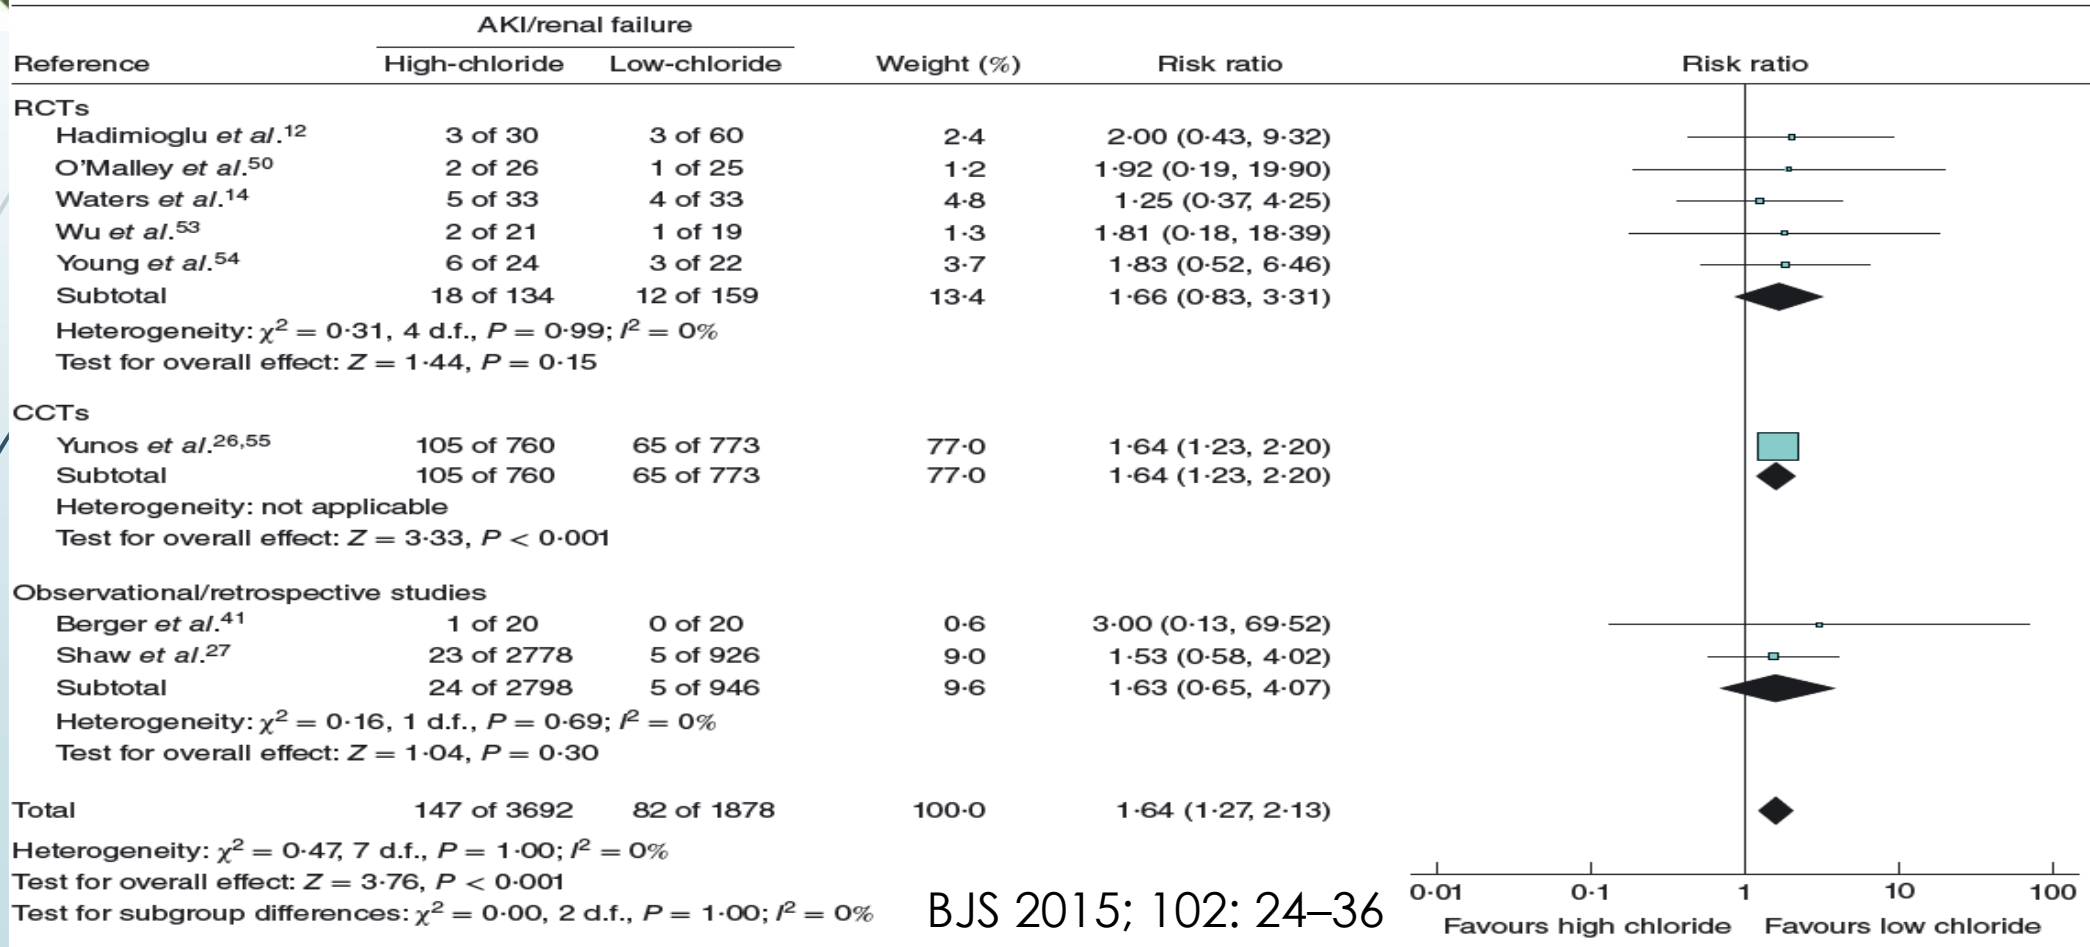 AKI/renal failure
Reference High-chloride Low-chloride Weight (%) Risk ratio Risk ratio
RCTs
Hadimioglu et al.12 3 of 30 3 of 60 2·4 2·00 (0·43, 9·32)
O'Malley et al.50 2 of 26 1 of 25 1·2 1·92 (0·19, 19·90)
Waters et al.14 5 of 33 4 of 33 4·8 1·25 (0·37, 4·25)
Wu et al.53 2 of 21 1 of 19 1·3 1·81 (0·18, 18·39)
Young et al.54 6 of 24 3 of 22 3·7 1·83 (0·52, 6·46)
Subtotal 18 of 134 12 of 159 13·4 1·66 (0·83, 3·31)
Heterogeneity: χ2 = 0·31, 4 d.f., P = 0·99; I2 = 0%
Test for overall effect: Z = 1·44, P = 0·15
CCTs
Yunos et al.26,55 105 of 760 65 of 773 77·0 1·64 (1·23, 2·20)
Subtotal 105 of 760 65 of 773 77·0 1·64 (1·23, 2·20)
Heterogeneity: not applicable
Test for overall effect: Z = 3·33, P < 0·001
Observational/retrospective studies
Berger et al.41 1 of 20 0 of 20 0·6 3·00 (0·13, 69·52)
Shaw et al.27 23 of 2778 5 of 926 9·0 1·53 (0·58, 4·02)
Subtotal 24 of 2798 5 of 946 9·6 1·63 (0·65, 4·07)
Heterogeneity: χ2 = 0·16, 1 d.f., P = 0·69; I2 = 0%
Test for overall effect: Z = 1·04, P = 0·30
Total 147 of 3692 82 of 1878 100·0 1·64 (1·27, 2·13)
Heterogeneity: χ2 = 0·47, 7 d.f., P = 1·00; I2 = 0%
Test for overall effect: Z = 3·76, P < 0·001
Test for subgroup differences: χ2 = 0·00, 2 d.f., P = 1·00; I2 = 0%
BJS 2015; 102: 24–36
0·01 0·1 1 10 100
Favours high chloride Favours low chloride